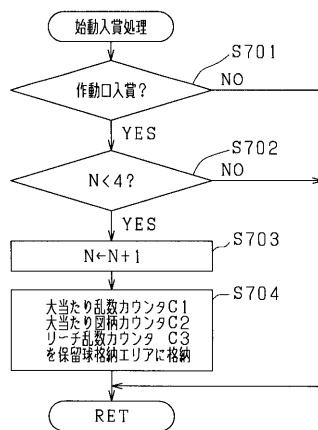 始動入賞処理
S701
作動口入賞?
NO
YES
S702
N<4?
NO
YES
S703
N←N+1
S704
大当たり乱数カウンタC1
大当たり図柄カウンタC2
リーチ乱数カウンタ C3
を保留球格納エリアに格納
RET